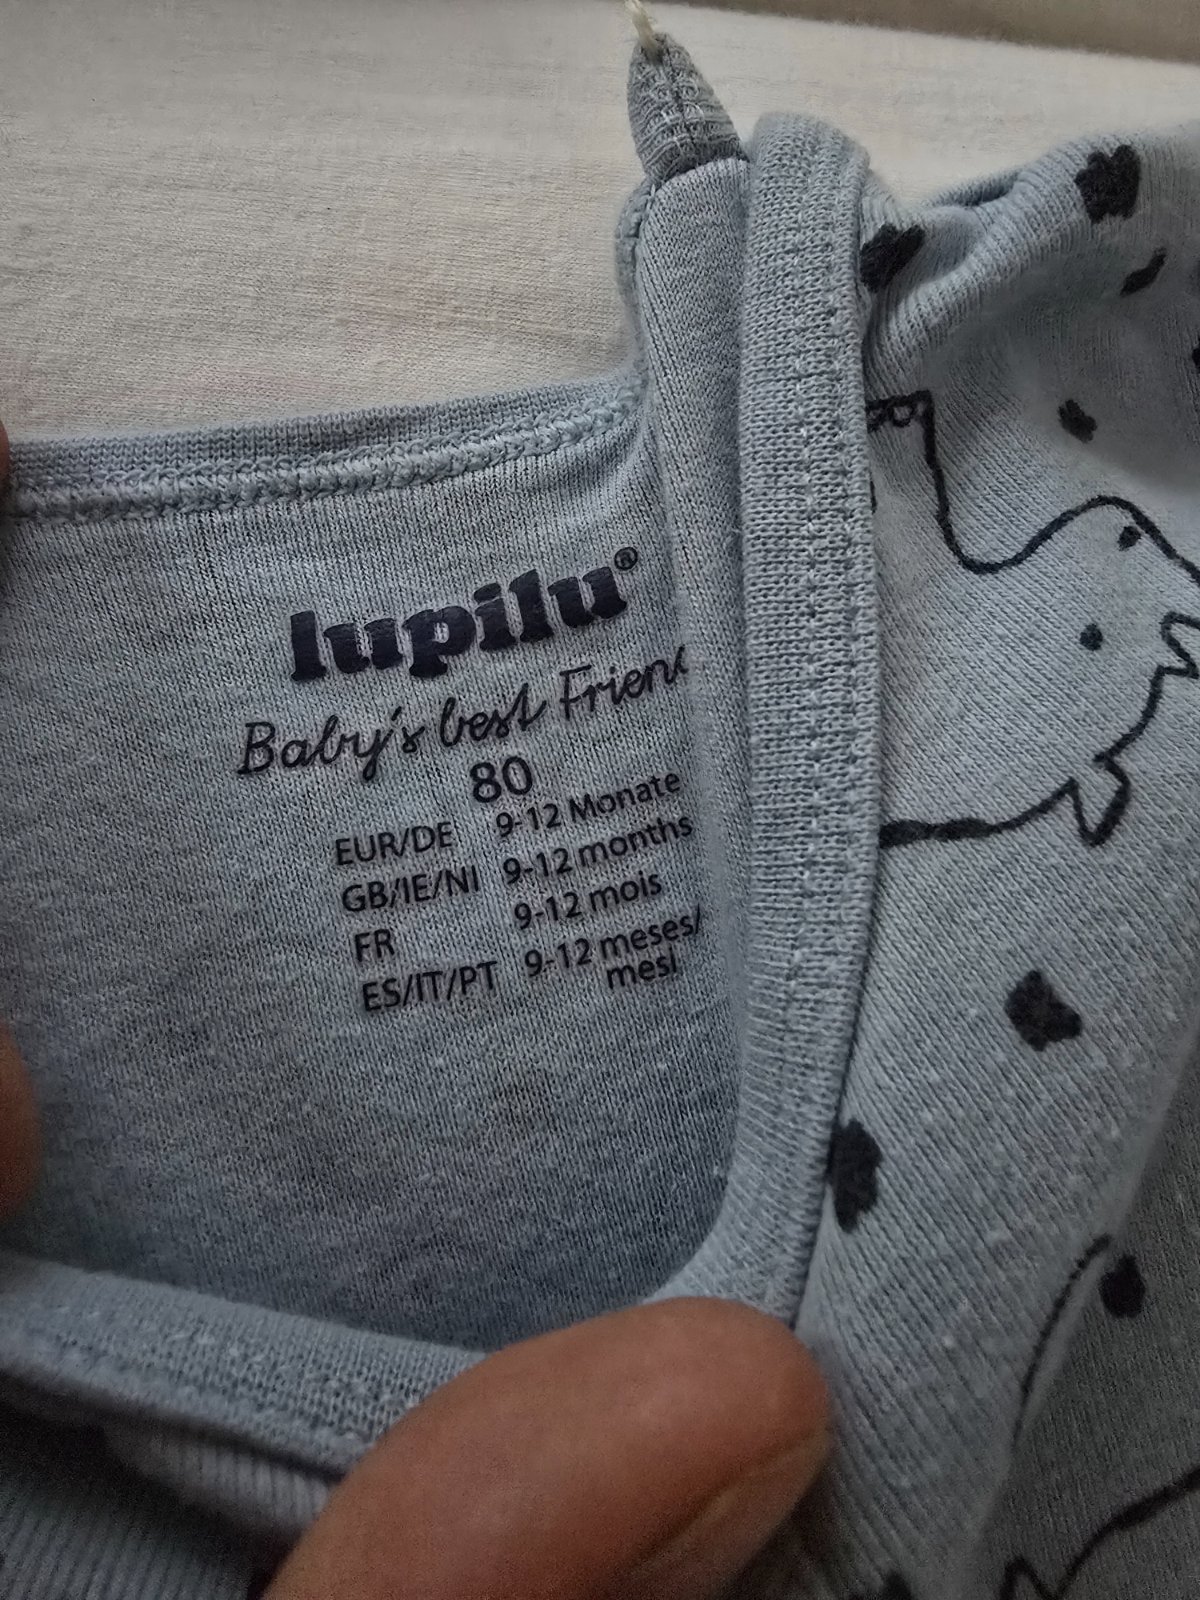 lupilu®
Baby's best Friend
80
EUR/DE 9-12 Monate
GB/IE/NI 9-12 months
FR 9-12 mois
ES/IT/PT 9-12 meses/
mesi